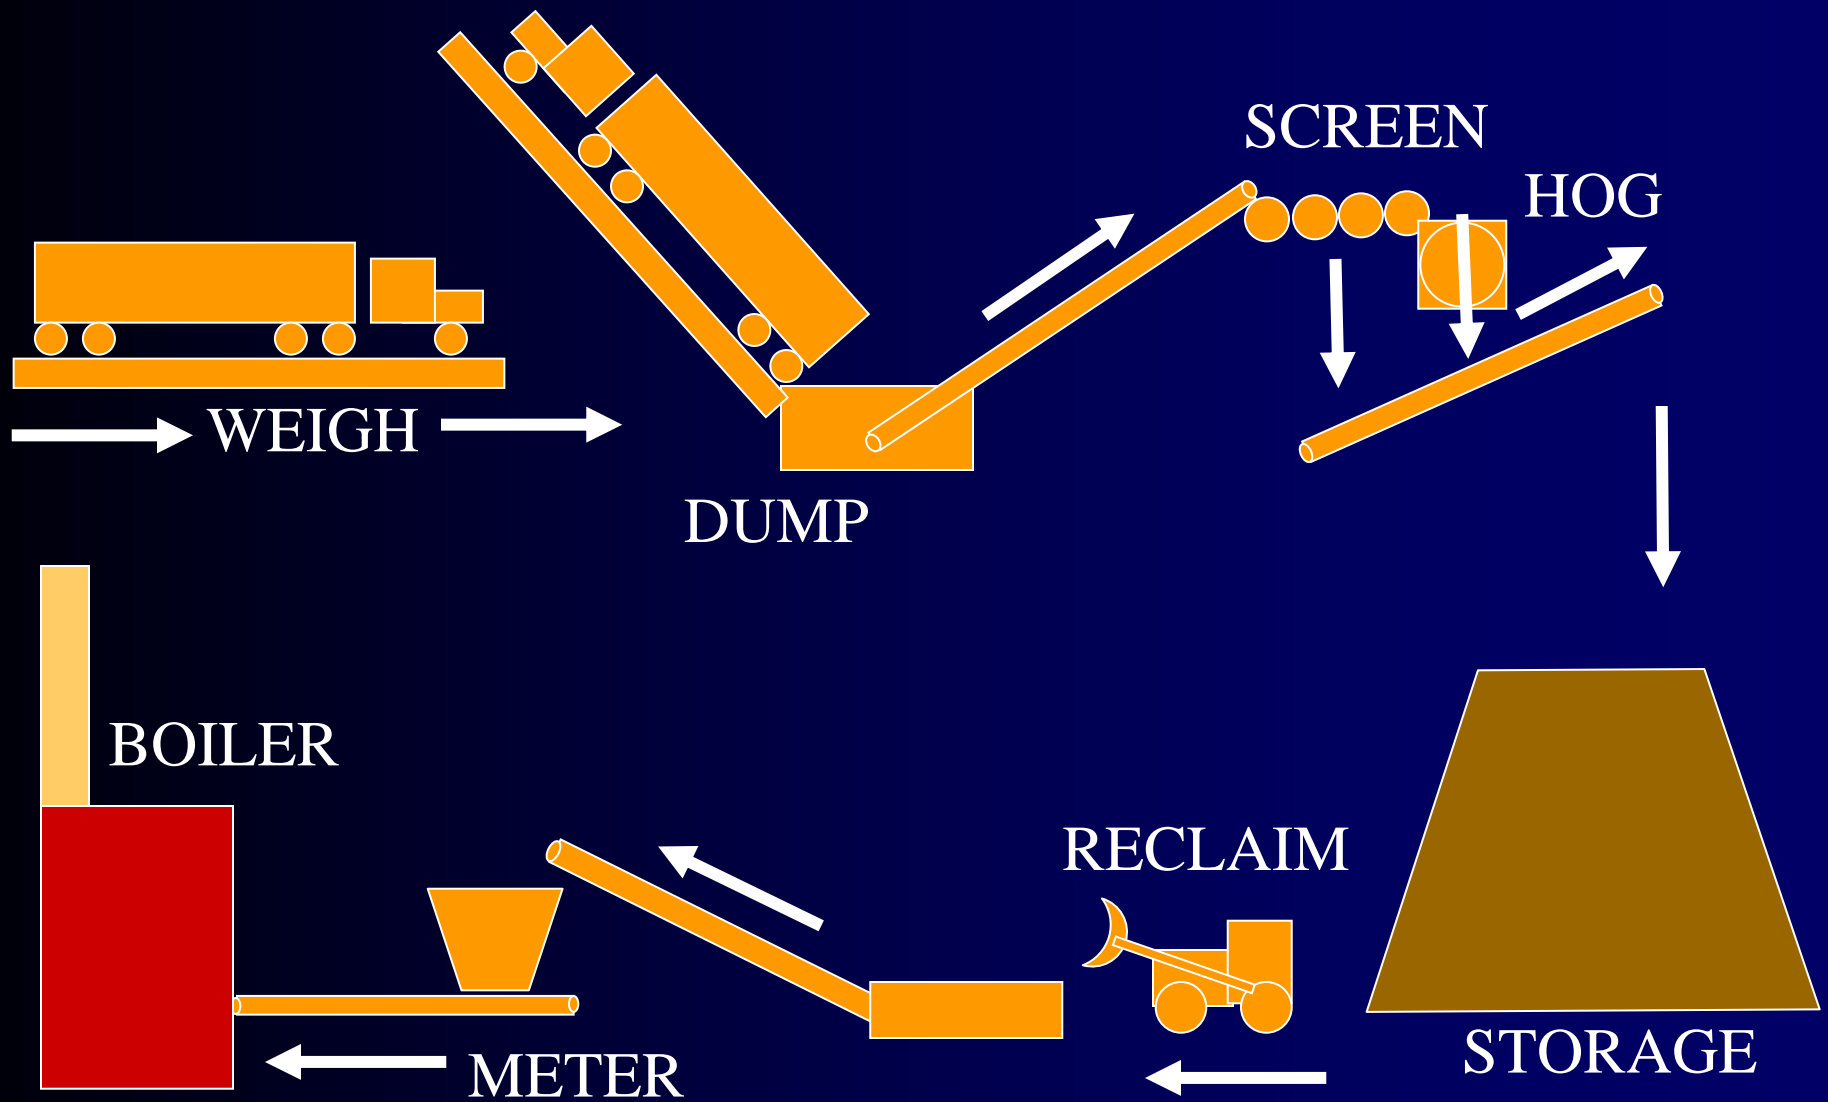 SCREEN
HOG
WEIGH
DUMP
BOILER
RECLAIM
STORAGE
METER